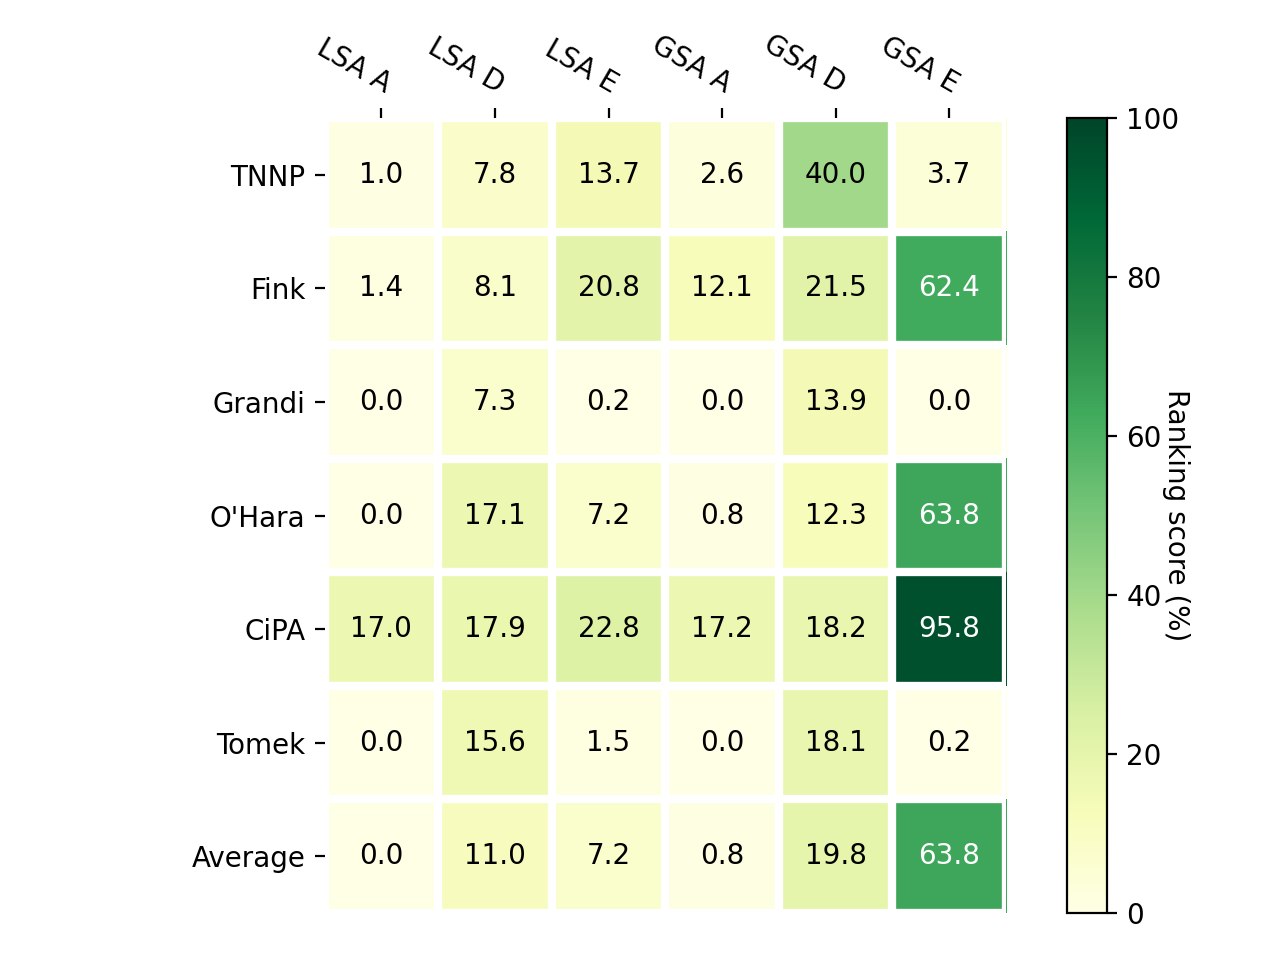 LSA A LSA D LSA E GSA A GSA D GSA E
TNNP 1.0 7.8 13.7 2.6 40.0 3.7
Fink 1.4 8.1 20.8 12.1 21.5 62.4
Grandi 0.0 7.3 0.2 0.0 13.9 0.0
O'Hara 0.0 17.1 7.2 0.8 12.3 63.8
CiPA 17.0 17.9 22.8 17.2 18.2 95.8
Tomek 0.0 15.6 1.5 0.0 18.1 0.2
Average 0.0 11.0 7.2 0.8 19.8 63.8
100
80
60
40
20
0
Ranking score (%)